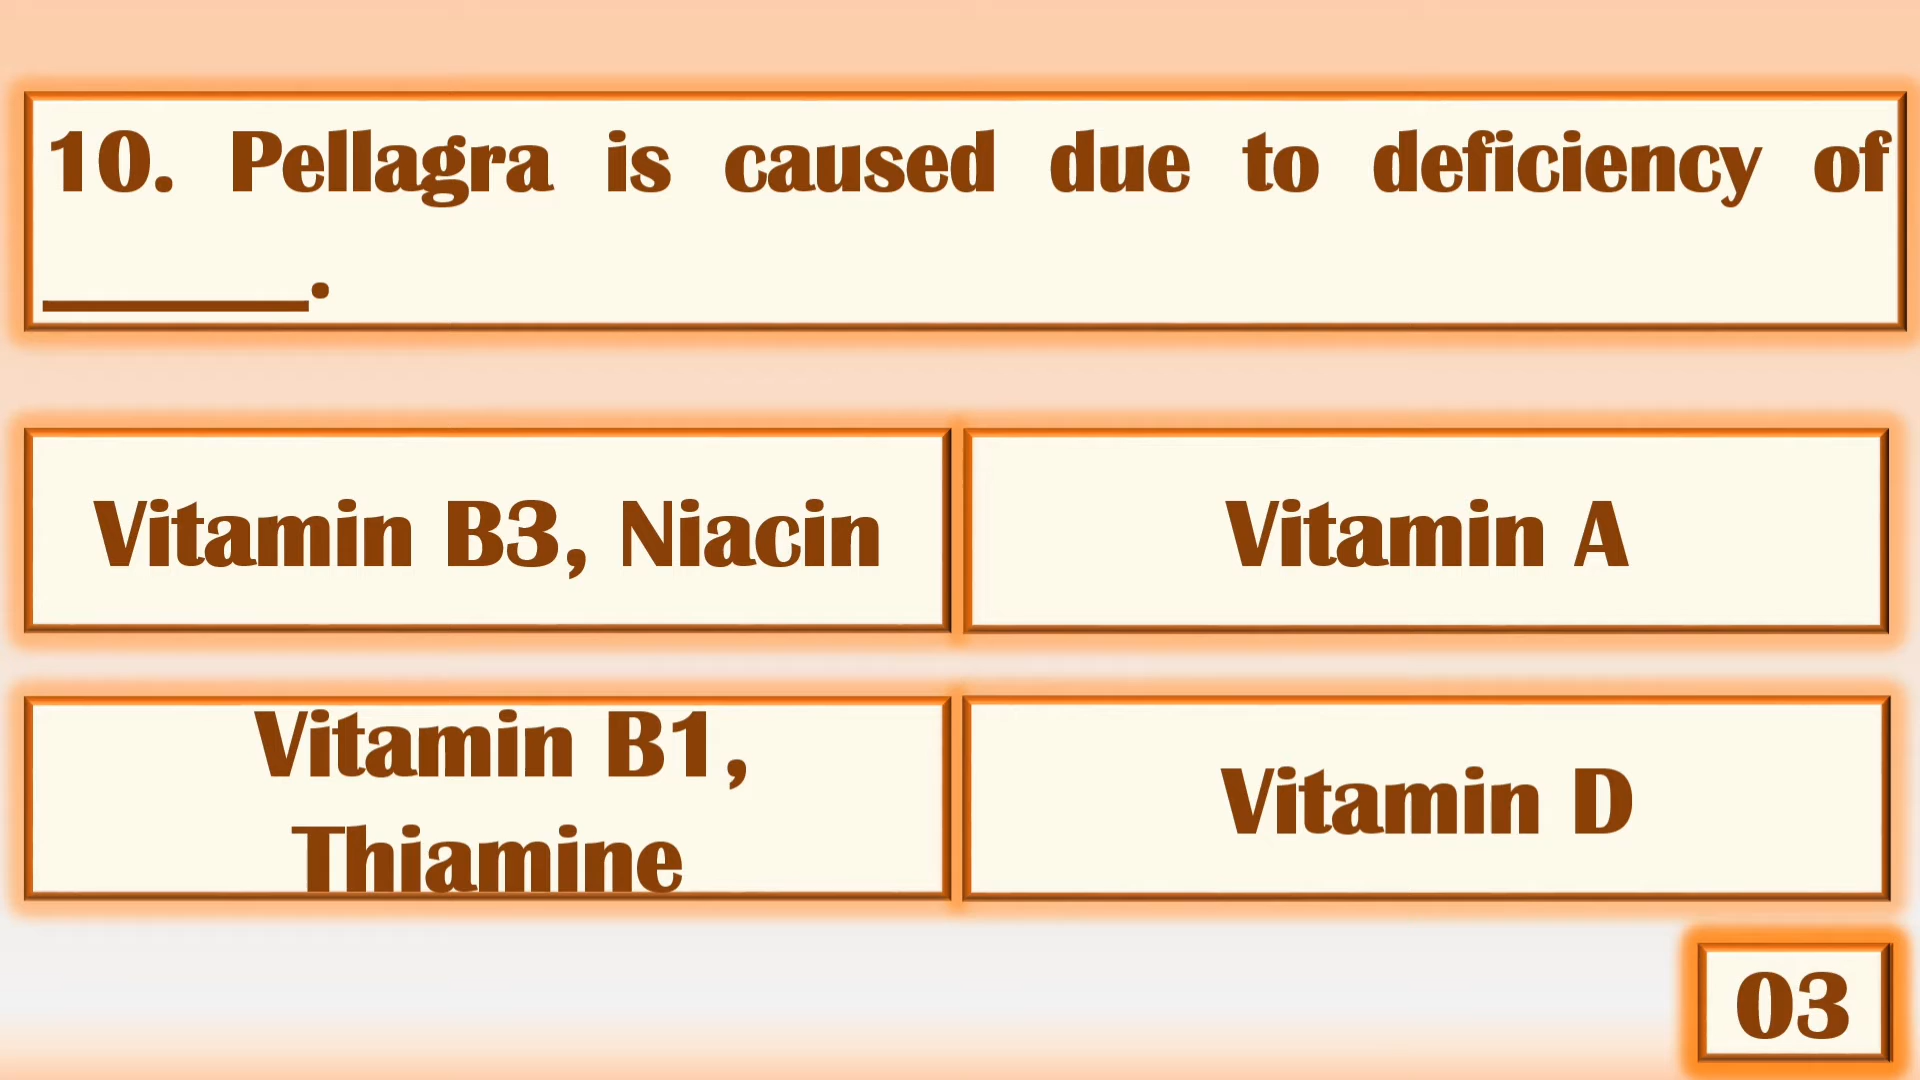 10. Pellagra is caused due to deficiency of
______.
Vitamin B3, Niacin
Vitamin A
Vitamin B1,
Thiamine
Vitamin D
03